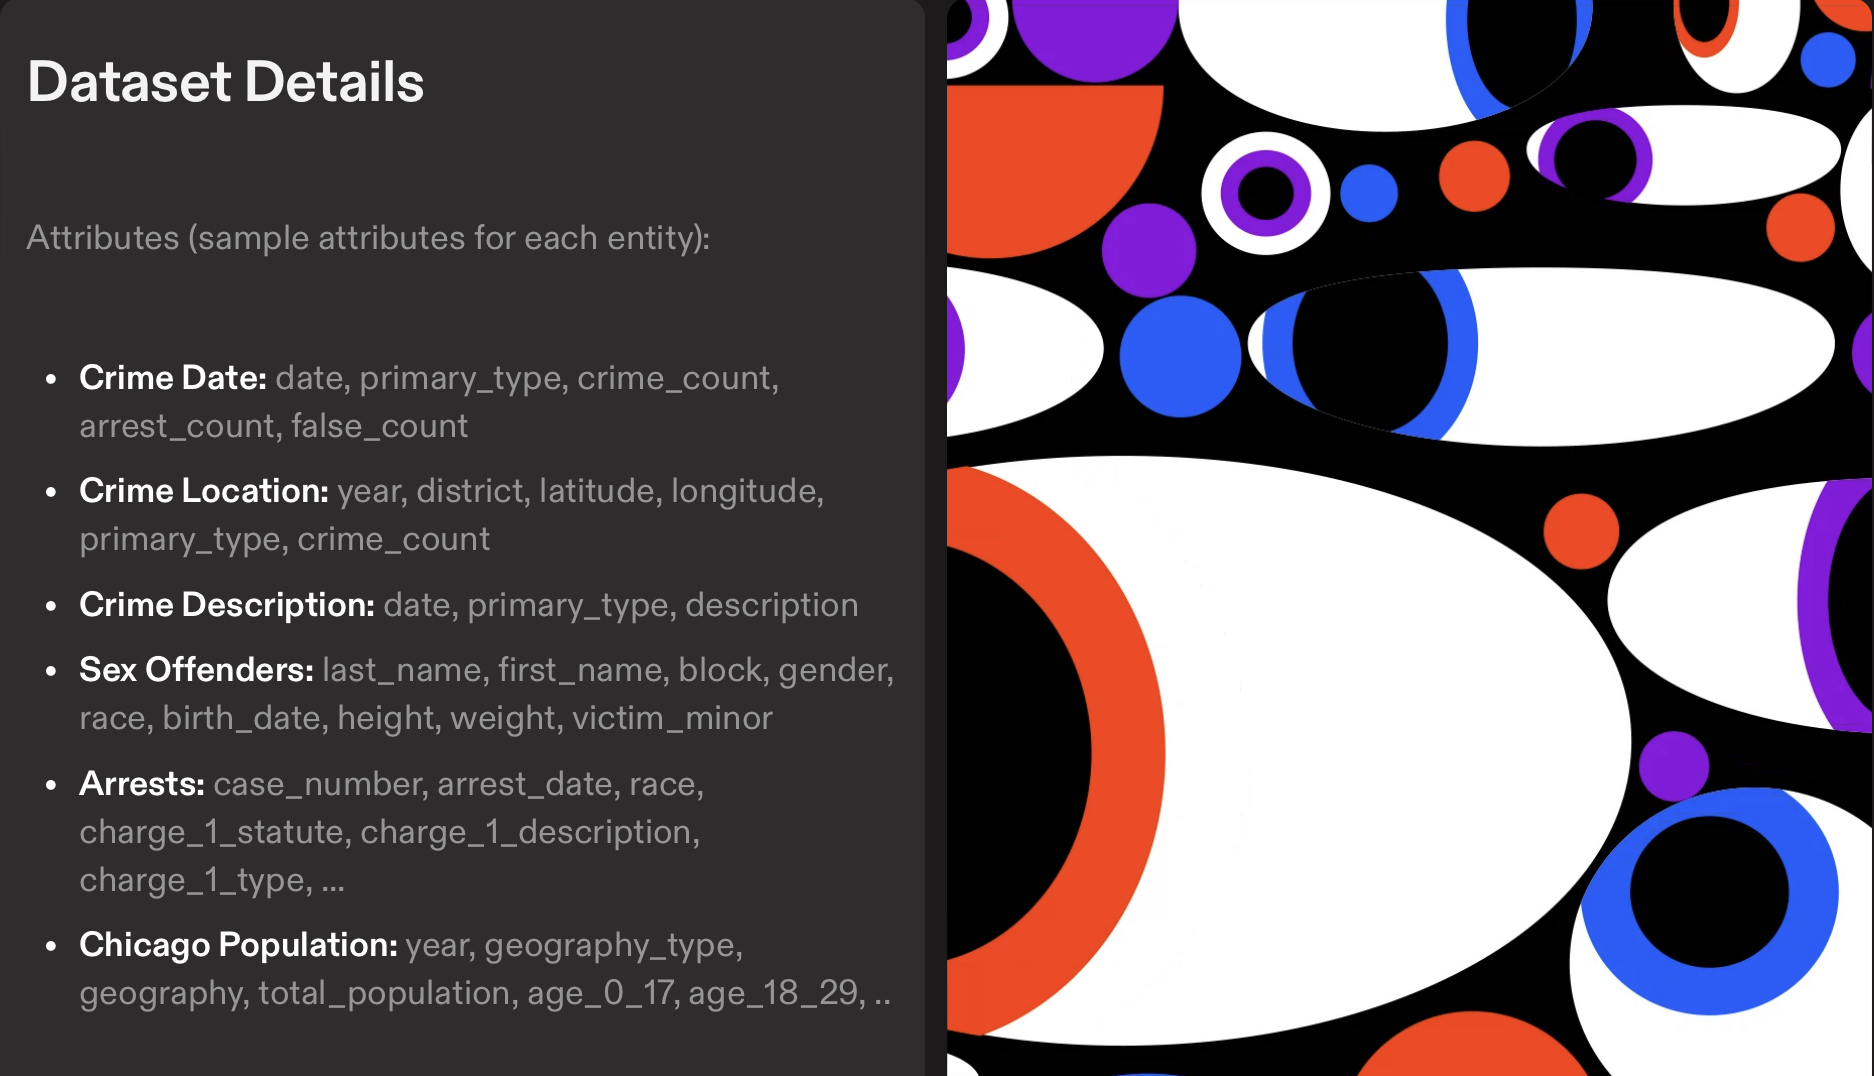 Dataset Details
Attributes (sample attributes for each entity):
• Crime Date: date, primary_type, crime_count,
arrest_count, false_count
• Crime Location: year, district, latitude, longitude,
primary_type, crime_count
• Crime Description: date, primary_type, description
• Sex Offenders: last_name, first_name, block, gender,
race, birth_date, height, weight, victim_minor
• Arrests: case_number, arrest_date, race,
charge_1_statute, charge_1_description,
charge_1_type, ...
• Chicago Population: year, geography_type,
geography, total_population, age_0_17, age_18_29, ..